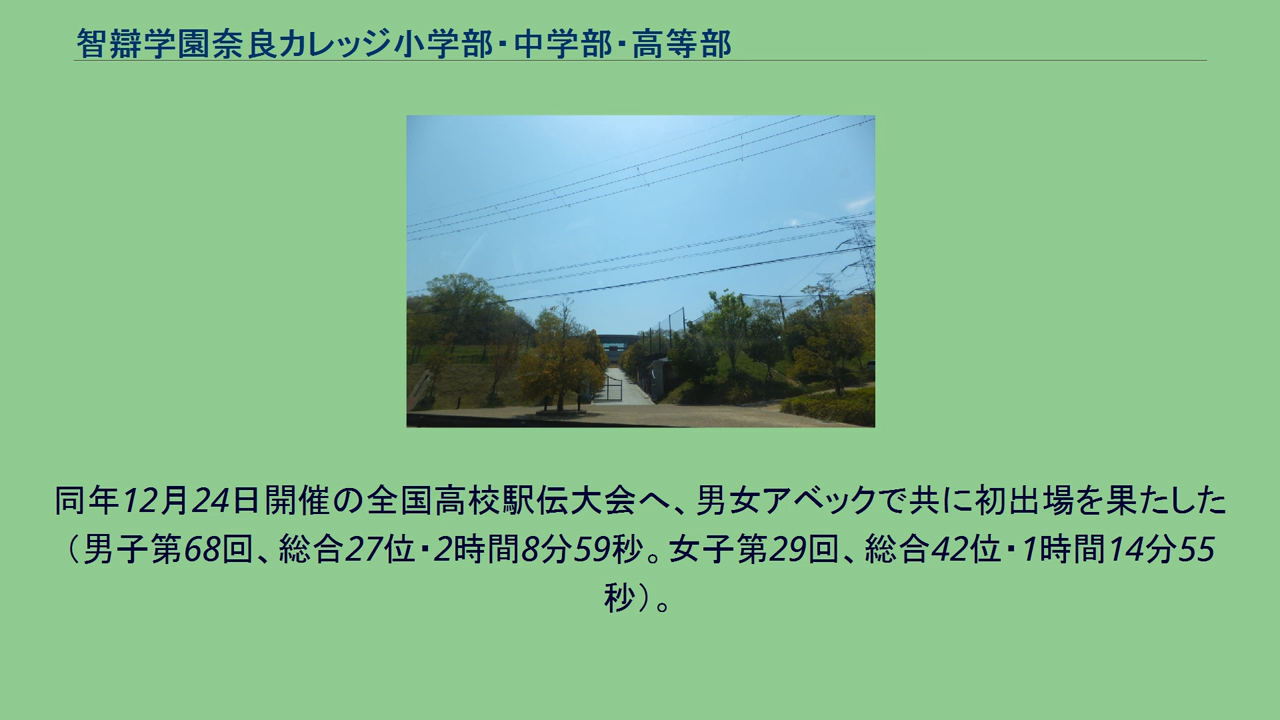 智辯学園奈良カレッジ小学部・中学部・高等部
同年12月24日開催の全国高校駅伝大会へ、男女アベックで共に初出場を果たした
（男子第68回、総合27位・2時間8分59秒。女子第29回、総合42位・1時間14分55
秒）。